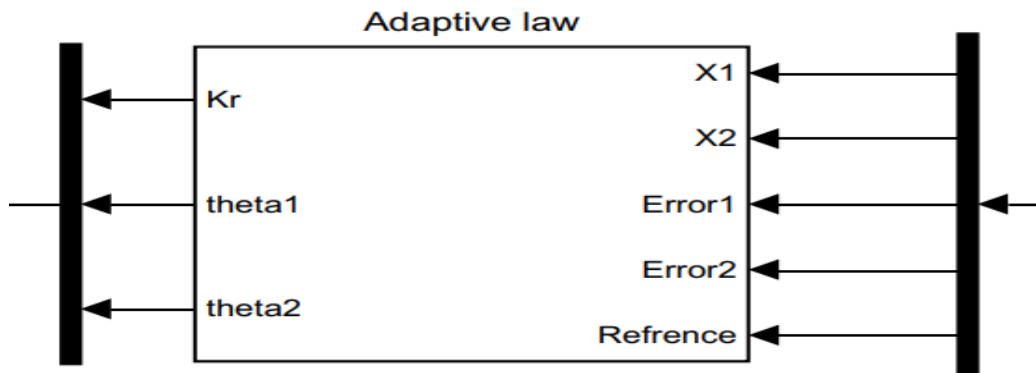 Adaptive law
Kr
theta1
theta2
X1
X2
Error1
Error2
Refrence